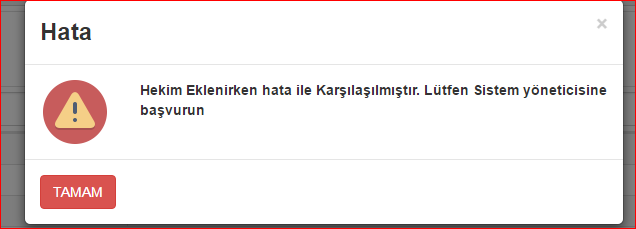 Hata
×
Hekim Eklenirken hata ile Karşılaşılmıştır. Lütfen Sistem yöneticisine
başvurun
TAMAM